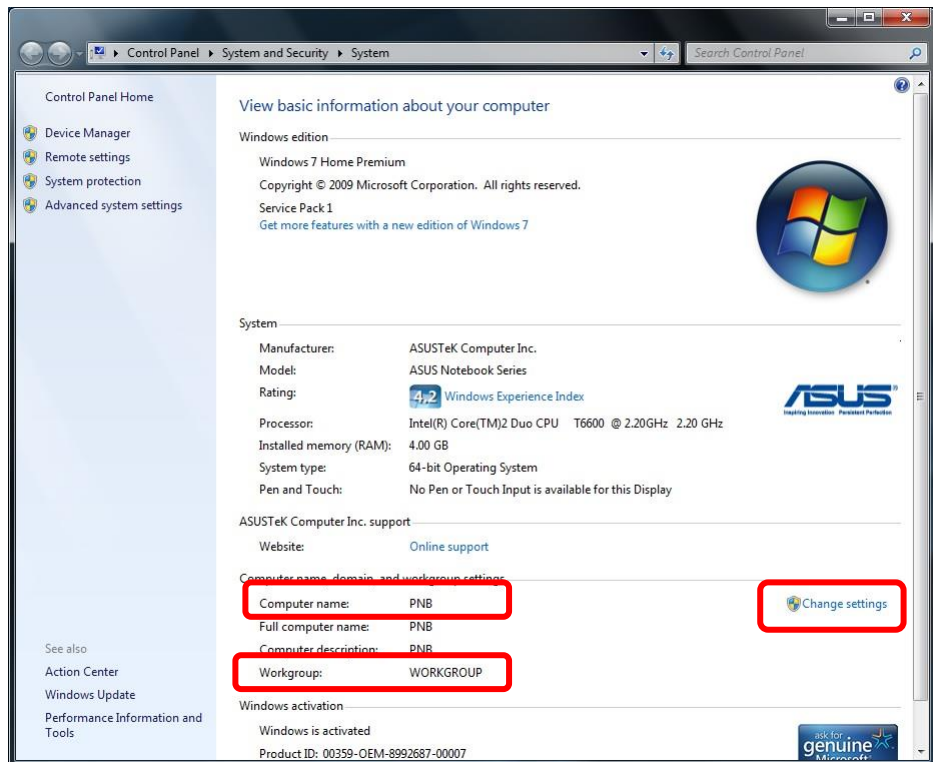 Control Panel ▸ System and Security ▸ System
Search Control Panel
Control Panel Home
Device Manager
Remote settings
System protection
Advanced system settings
See also
Action Center
Windows Update
Performance Information and
Tools
View basic information about your computer
Windows edition
Windows 7 Home Premium
Copyright © 2009 Microsoft Corporation. All rights reserved.
Service Pack 1
Get more features with a new edition of Windows 7
System
Manufacturer: ASUSTeK Computer Inc.
Model: ASUS Notebook Series
Rating: 4,2 Windows Experience Index
Processor: Intel(R) Core(TM)2 Duo CPU T6600 @ 2.20GHz 2.20 GHz
Installed memory (RAM): 4.00 GB
System type: 64-bit Operating System
Pen and Touch: No Pen or Touch Input is available for this Display
ASUS
Inspiring Innovation Persistent Perfection
ASUSTeK Computer Inc. support
Website: Online support
Computer name, domain, and workgroup settings
Computer name: PNB
Change settings
Full computer name: PNB
Computer description: PNB
Workgroup: WORKGROUP
Windows activation
Windows is activated
Product ID: 00359-OEM-8992687-00007
ask for
genuine
Microsoft